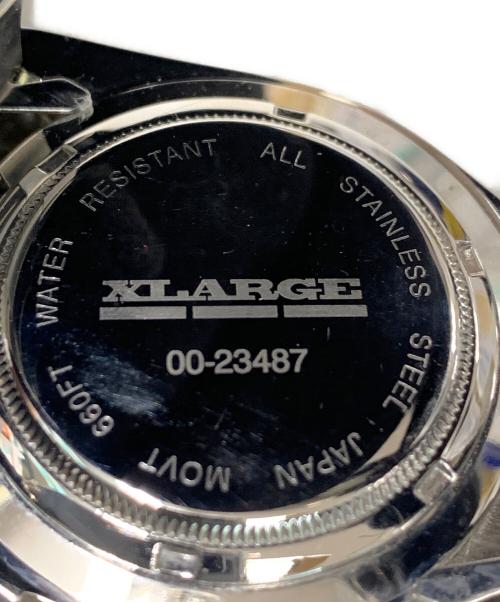 WATER RESISTANT ALL STAINLESS STEEL JAPAN MOVT 660FT
XLARGE
00-23487